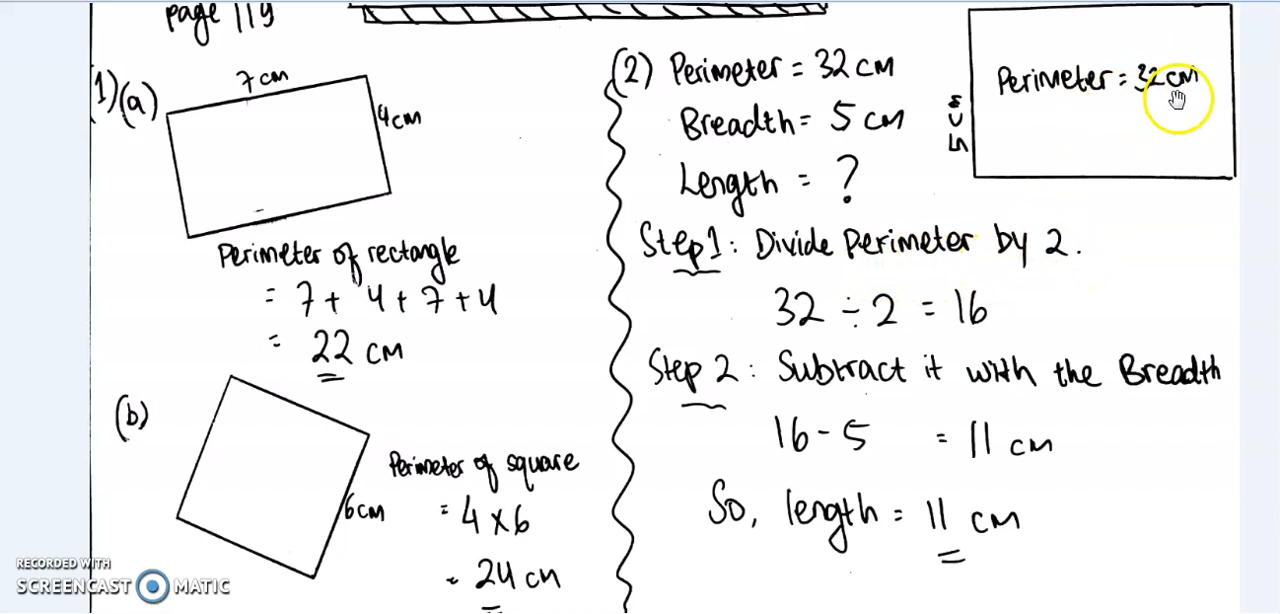 page 119
1)(a)
7 cm
4cm
Perimeter of rectangle
= 7 + 4 + 7 + 4
= 22 cm
(b)
6cm
Perimeter of square
= 4 x 6
= 24 cm
(2) Perimeter = 32 cm
Breadth = 5 cm
Length = ?
Perimeter = 32 cm
5 cm
Step 1: Divide Perimeter by 2.
32 ÷ 2 = 16
Step 2: Subtract it with the Breadth
16 - 5 = 11 cm
So, length = 11 cm
RECORDED WITH
SCREENCAST MATIC